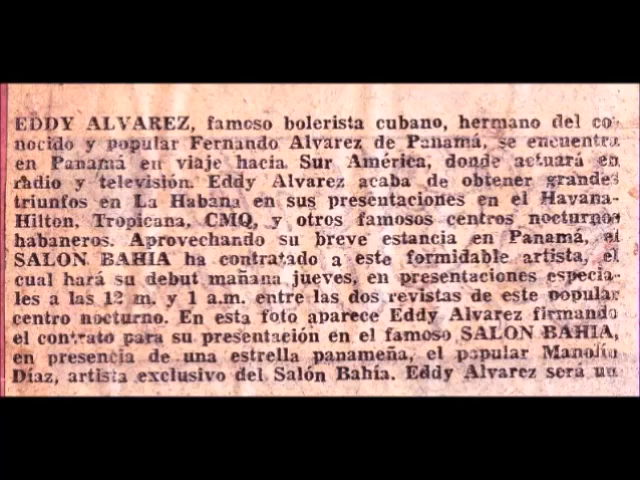 EDDY ALVAREZ, famoso bolerista cubano, hermano del co-
nocido y popular Fernando Alvarez de Panamá, se encuentra
en Panamá en viaje hacia Sur América, donde actuará en
radio y televisión. Eddy Alvarez acaba de obtener grandes
triunfos en La Habana en sus presentaciones en el Havana-
Hilton, Tropicana, CMQ, y otros famosos centros nocturnos
habaneros. Aprovechando su breve estancia en Panamá, el
SALON BAHIA ha contratado a este formidable artista, el
cual hará su debut mañana jueves, en presentaciones especia-
les a las 12 m. y 1 a.m. entre las dos revistas de este popular
centro nocturno. En esta foto aparece Eddy Alvarez firmando
el contrato para su presentación en el famoso SALON BAHIA,
en presencia de una estrella panameña, el popular Manolín
Díaz, artista exclusivo del Salón Bahía. Eddy Alvarez será un